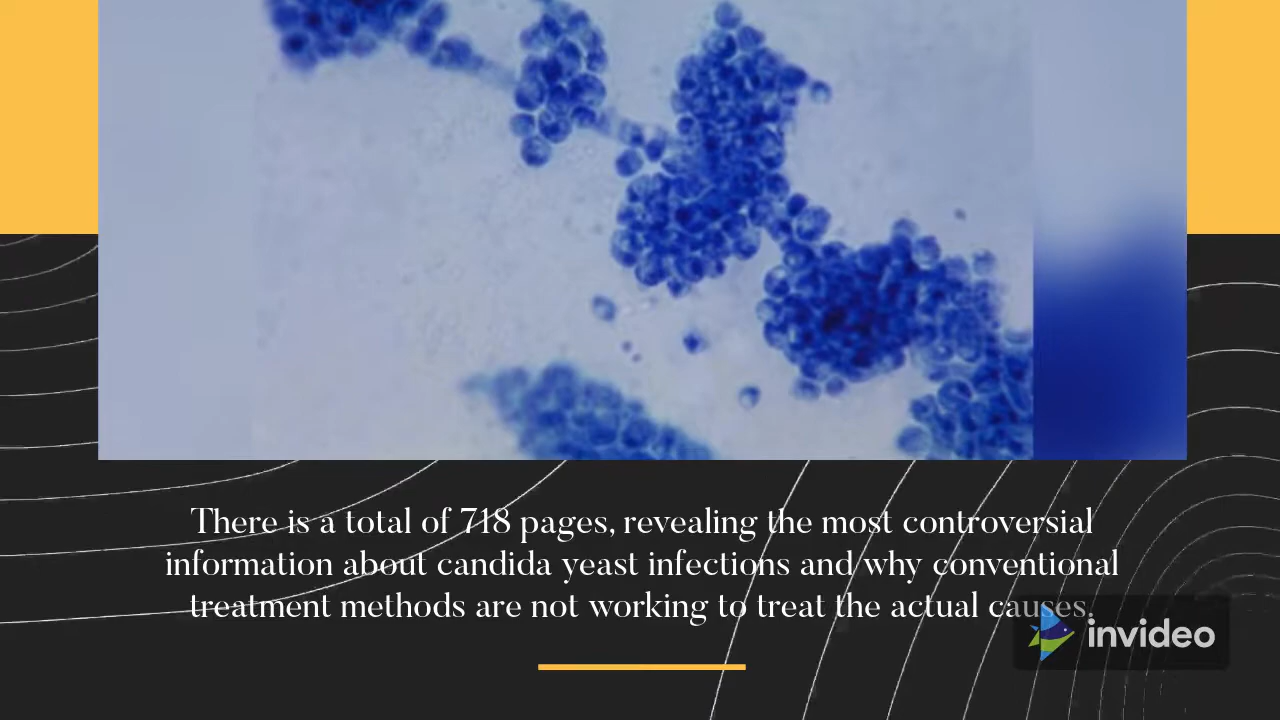 There is a total of 718 pages, revealing the most controversial
information about candida yeast infections and why conventional
treatment methods are not working to treat the actual causes.
invideo